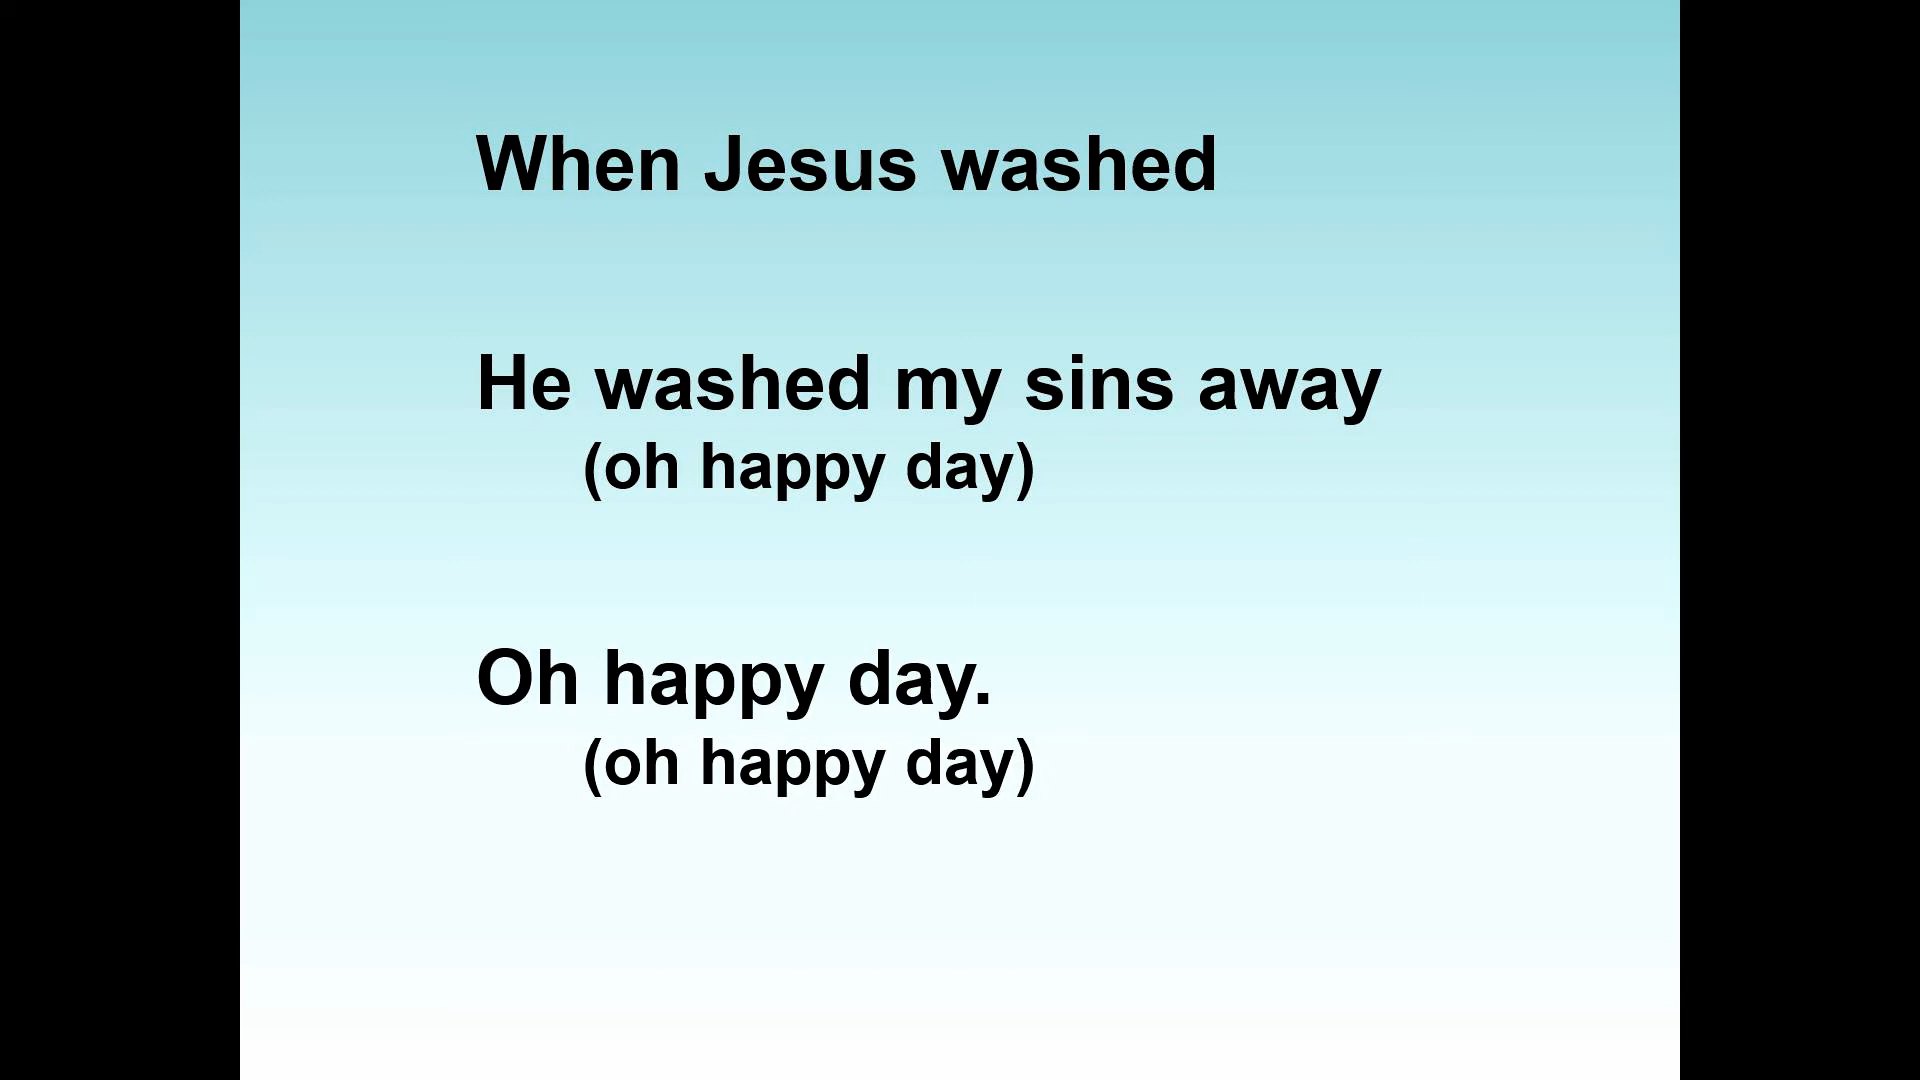 When Jesus washed
He washed my sins away
(oh happy day)
Oh happy day.
(oh happy day)